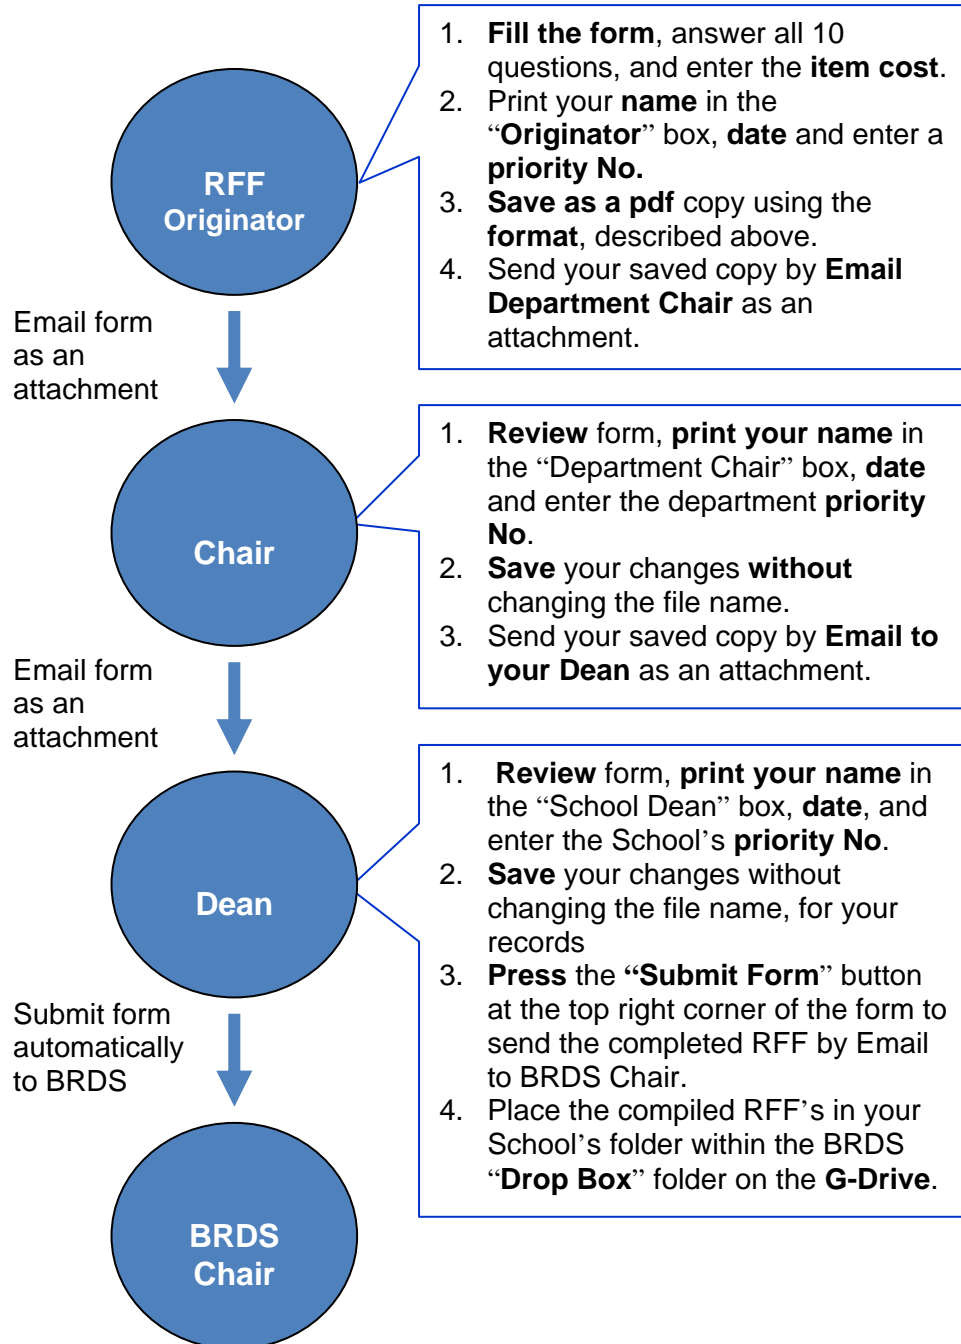 1. Fill the form, answer all 10
questions, and enter the item cost.
2. Print your name in the
“Originator” box, date and enter a
priority No.
3. Save as a pdf copy using the
format, described above.
4. Send your saved copy by Email
Department Chair as an
attachment.
RFF
Originator
Email form
as an
attachment
1. Review form, print your name in
the “Department Chair” box, date
and enter the department priority
No.
2. Save your changes without
changing the file name.
3. Send your saved copy by Email to
your Dean as an attachment.
Chair
Email form
as an
attachment
1. Review form, print your name in
the “School Dean” box, date, and
enter the School’s priority No.
2. Save your changes without
changing the file name, for your
records
3. Press the “Submit Form” button
at the top right corner of the form to
send the completed RFF by Email
to BRDS Chair.
4. Place the compiled RFF’s in your
School’s folder within the BRDS
“Drop Box” folder on the G-Drive.
Dean
Submit form
automatically
to BRDS
BRDS
Chair